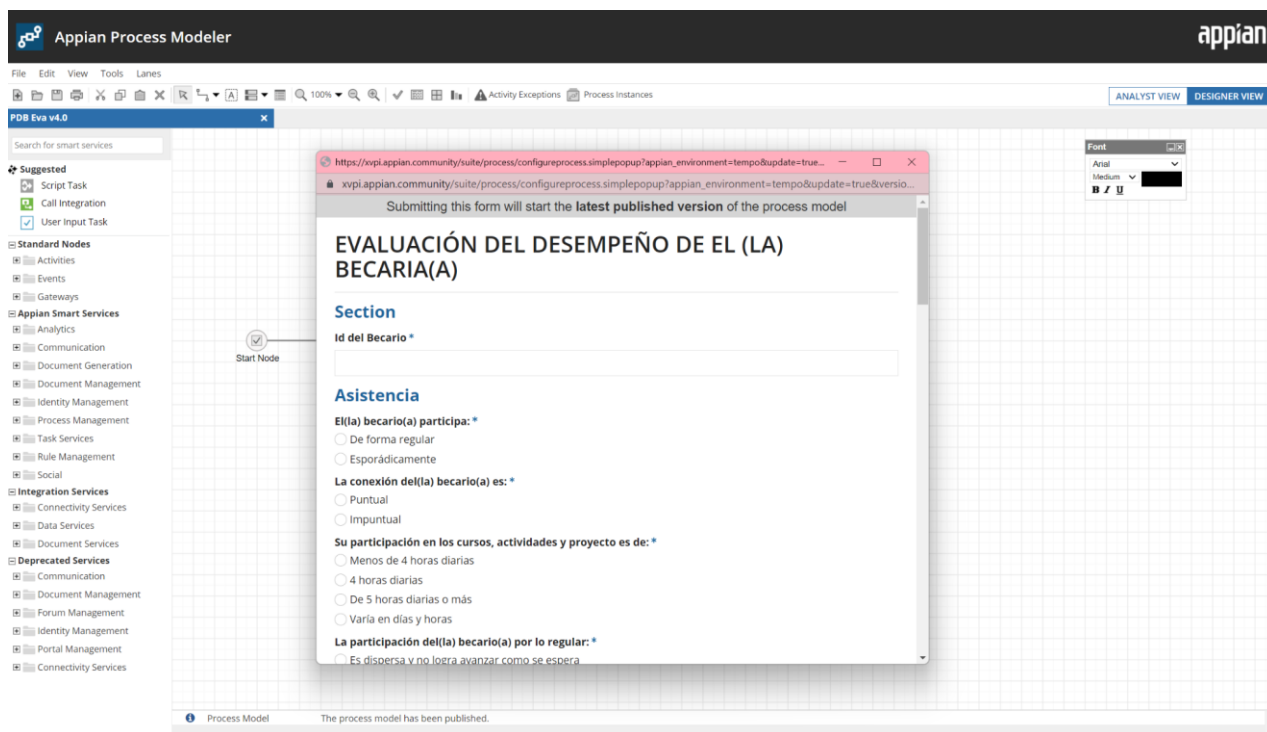 Appian Process Modeler
appian
File Edit View Tools Lanes
100% Activity Exceptions Process Instances
ANALYST VIEW DESIGNER VIEW
PDB Eva v4.0
Search for smart services
Suggested
Script Task
Call Integration
User Input Task
Standard Nodes
Activities
Events
Gateways
Appian Smart Services
Analytics
Communication
Document Generation
Document Management
Identity Management
Process Management
Task Services
Rule Management
Social
Integration Services
Connectivity Services
Data Services
Document Services
Deprecated Services
Communication
Document Management
Forum Management
Identity Management
Portal Management
Connectivity Services
Start Node
https://xvpi.appian.community/suite/process/configureprocess.simplepopup?appian_environment=tempo&update=true...
xvpi.appian.community/suite/process/configureprocess.simplepopup?appian_environment=tempo&update=true&versio...
Submitting this form will start the latest published version of the process model
EVALUACIÓN DEL DESEMPEÑO DE EL (LA)
BECARIA(A)
Section
Id del Becario *
Asistencia
El(la) becario(a) participa: *
De forma regular
Esporádicamente
La conexión del(la) becario(a) es: *
Puntual
Impuntual
Su participación en los cursos, actividades y proyecto es de: *
Menos de 4 horas diarias
4 horas diarias
De 5 horas diarias o más
Varía en días y horas
La participación del(la) becario(a) por lo regular: *
Es dispersa y no logra avanzar como se espera
Font
Arial
Medium
B I U
Process Model The process model has been published.